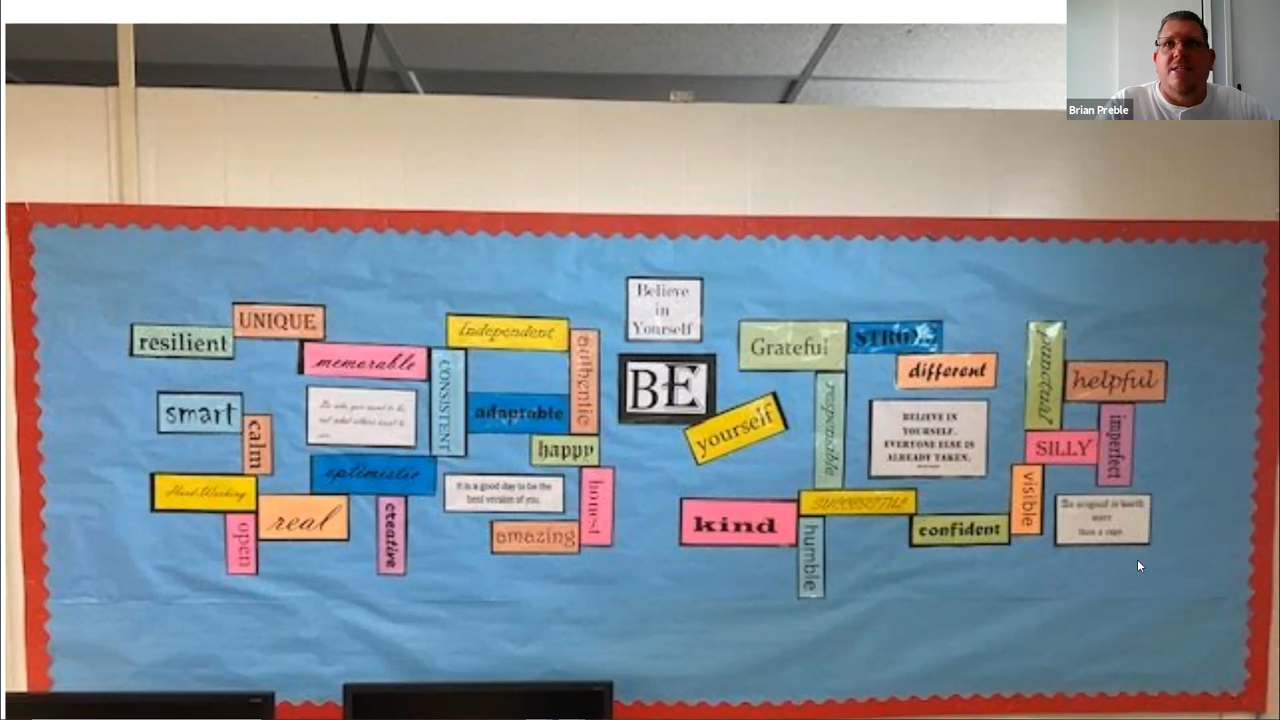 Brian Preble
Believe
in
Yourself
UNIQUE
resilient
memorable
Independent
authentic
CONSISTENT
BE
yourself
Grateful
STRONG
different
punctual
helpful
smart
calm
adaptable
happy
responsible
BELIEVE IN
YOURSELF.
EVERYONE ELSE IS
ALREADY TAKEN.
SILLY
imperfect
optimistic
Hard Working
real
open
creative
It is a good day to be the
best version of you.
honest
amazing
kind
SUCCESSFUL
humble
confident
visible
Be original is worth
more
than a copy.